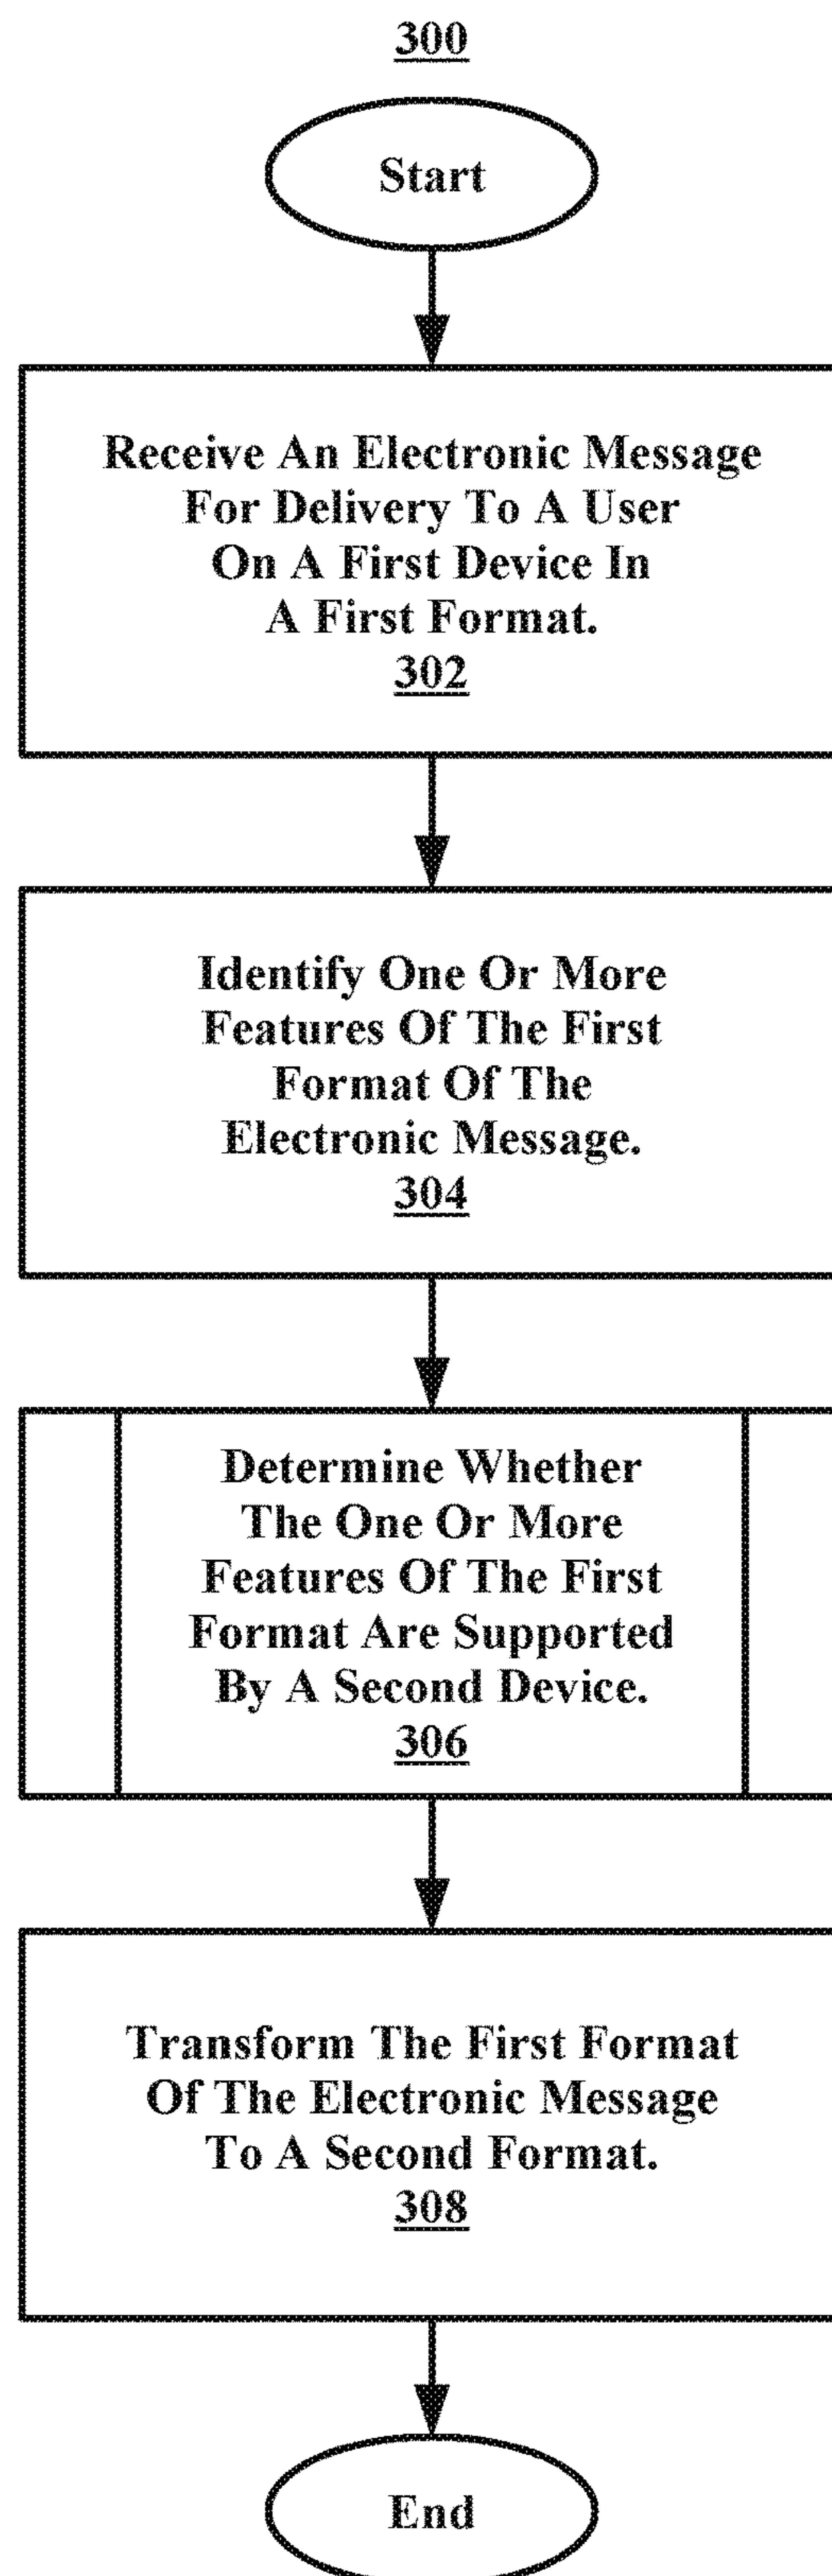 300
Start
Receive An Electronic Message
For Delivery To A User
On A First Device In
A First Format.
302
Identify One Or More
Features Of The First
Format Of The
Electronic Message.
304
Determine Whether
The One Or More
Features Of The First
Format Are Supported
By A Second Device.
306
Transform The First Format
Of The Electronic Message
To A Second Format.
308
End